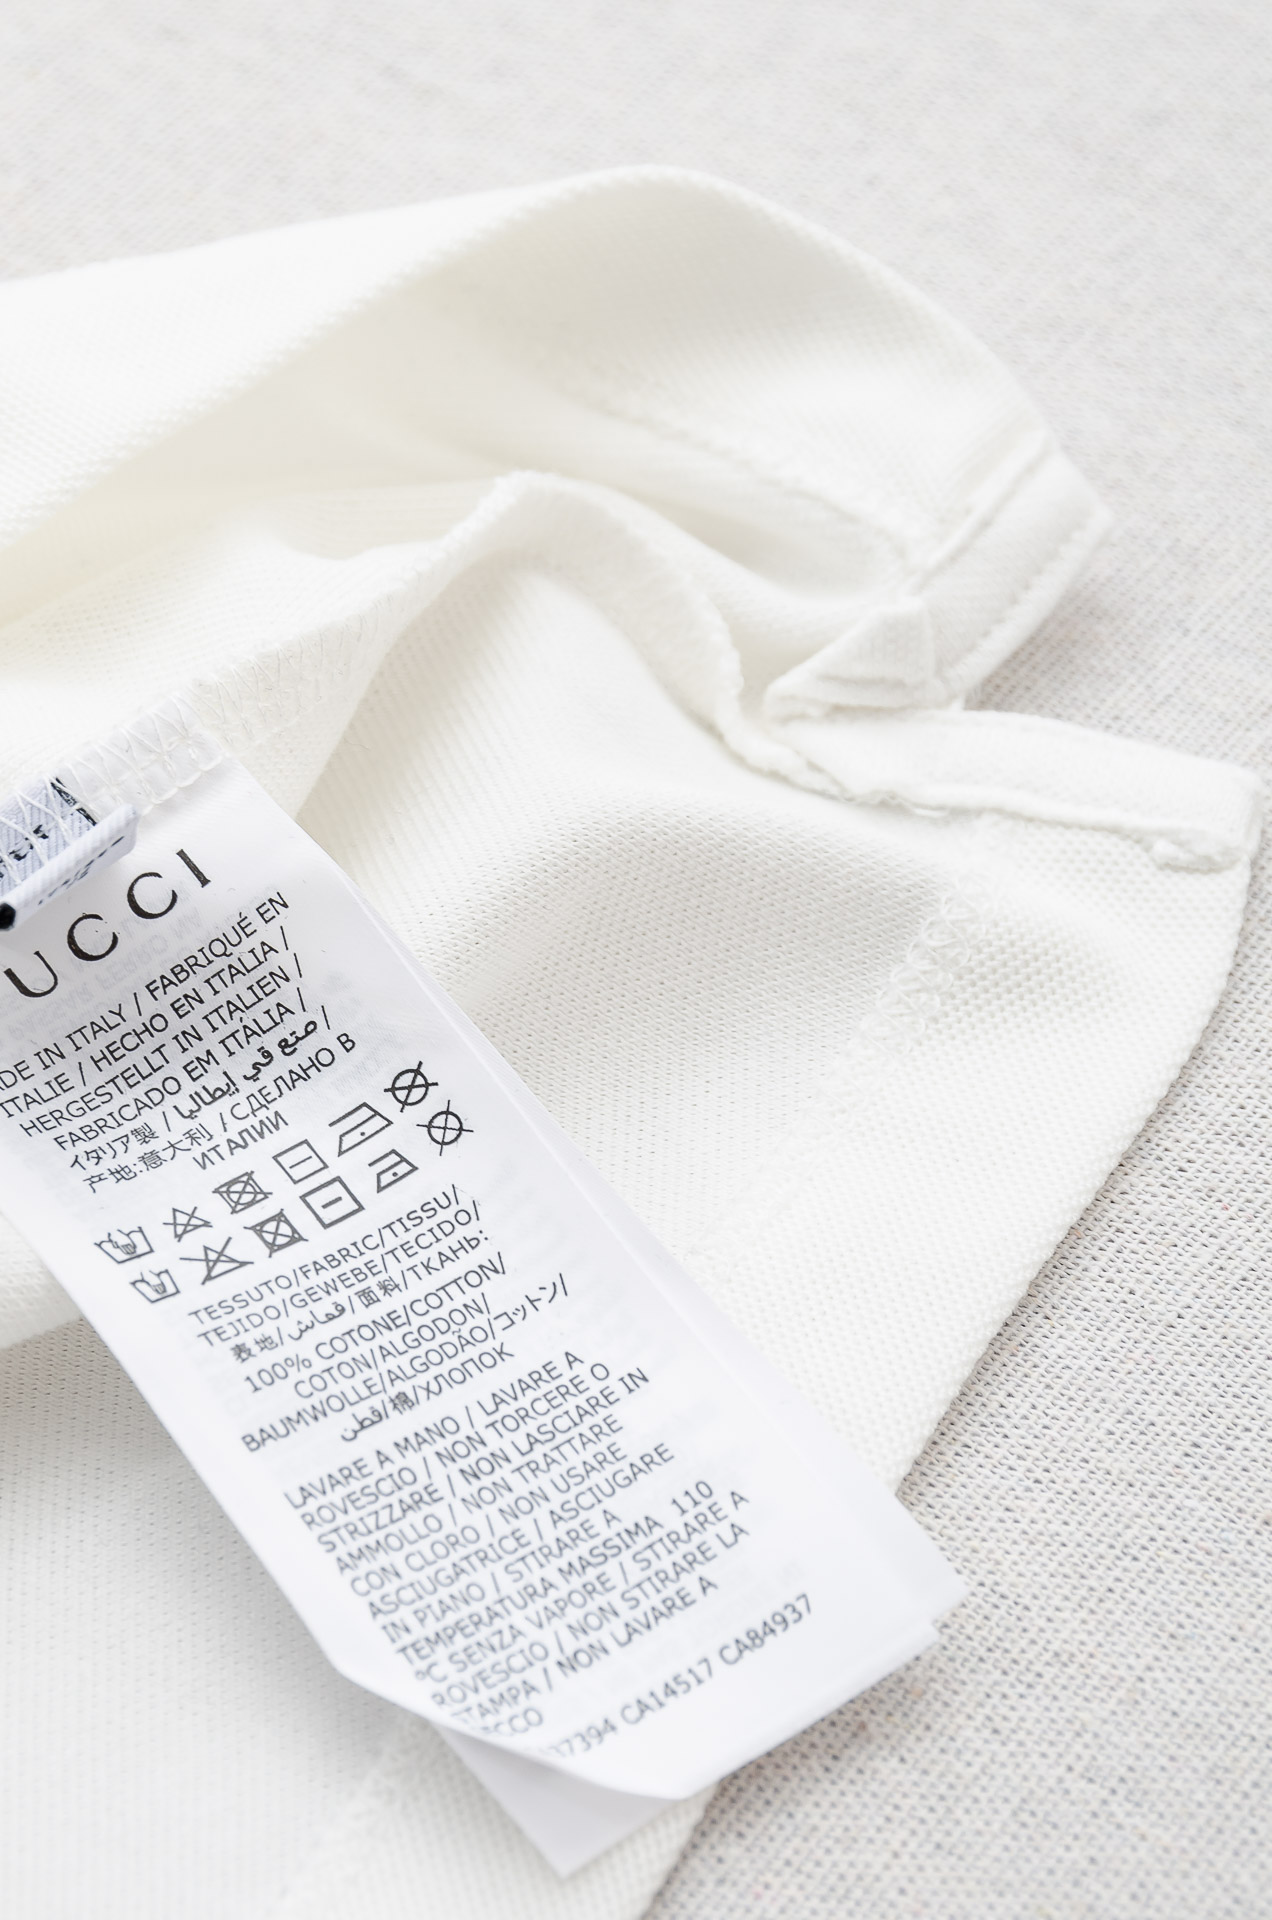 UCCI
DE IN ITALY / FABRIQUÉ EN
ITALIE / HECHO EN ITALIA /
HERGESTELLT IN ITALIEN /
FABRICADO EM ITÁLIA /
イタリア製 / صنع في إيطاليا /
产地:意大利 / СДЕЛАНО В
ИТАЛИИ
TESSUTO/FABRIC/TISSU/
TEJIDO/GEWEBE/TECIDO/
表地/قماش/面料/ТКАНЬ:
100% COTONE/COTTON/
COTON/ALGODON/
BAUMWOLLE/ALGODÃO/コットン/
قطن/棉/ХЛОПОК
LAVARE A MANO / LAVARE A
ROVESCIO / NON TORCERE O
STRIZZARE / NON LASCIARE IN
AMMOLLO / NON TRATTARE
CON CLORO / NON USARE
ASCIUGATRICE / ASCIUGARE
IN PIANO / STIRARE A
TEMPERATURA MASSIMA 110
°C SENZA VAPORE / STIRARE A
ROVESCIO / NON STIRARE LA
STAMPA / NON LAVARE A
CCO
7394 CA14517 CA84937